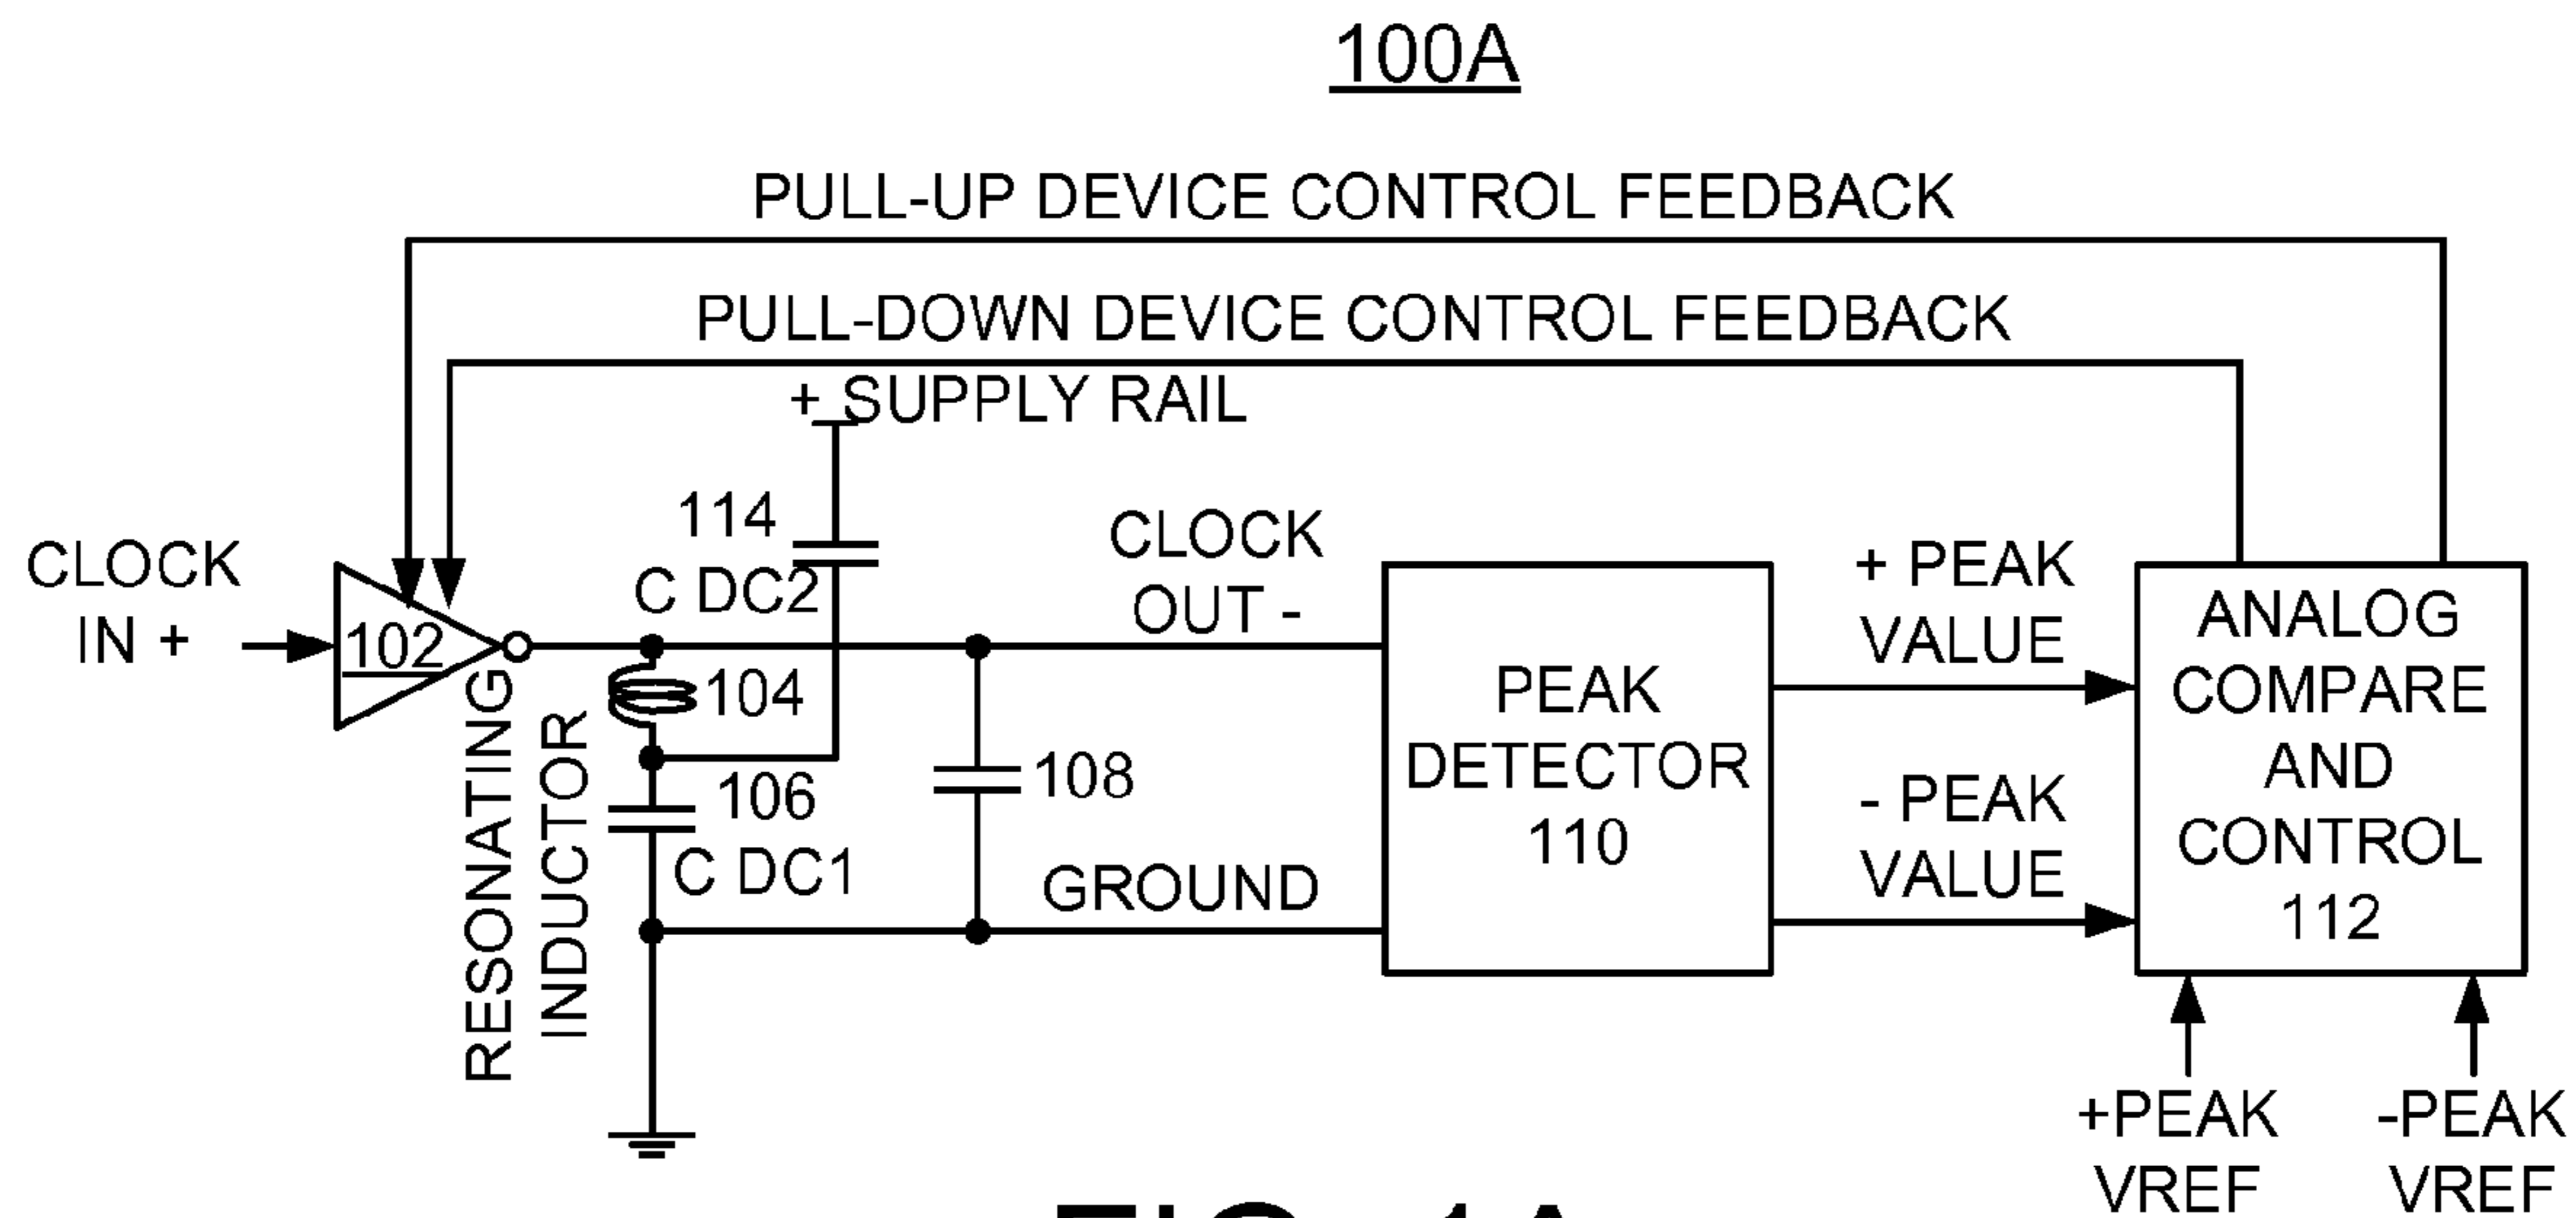 100A
PULL-UP DEVICE CONTROL FEEDBACK
PULL-DOWN DEVICE CONTROL FEEDBACK
+ SUPPLY RAIL
CLOCK
IN +
102
114
C DC2
104
RESONATING
INDUCTOR
106
C DC1
108
CLOCK
OUT -
GROUND
PEAK
DETECTOR
110
+ PEAK
VALUE
- PEAK
VALUE
ANALOG
COMPARE
AND
CONTROL
112
+PEAK
VREF
-PEAK
VREF